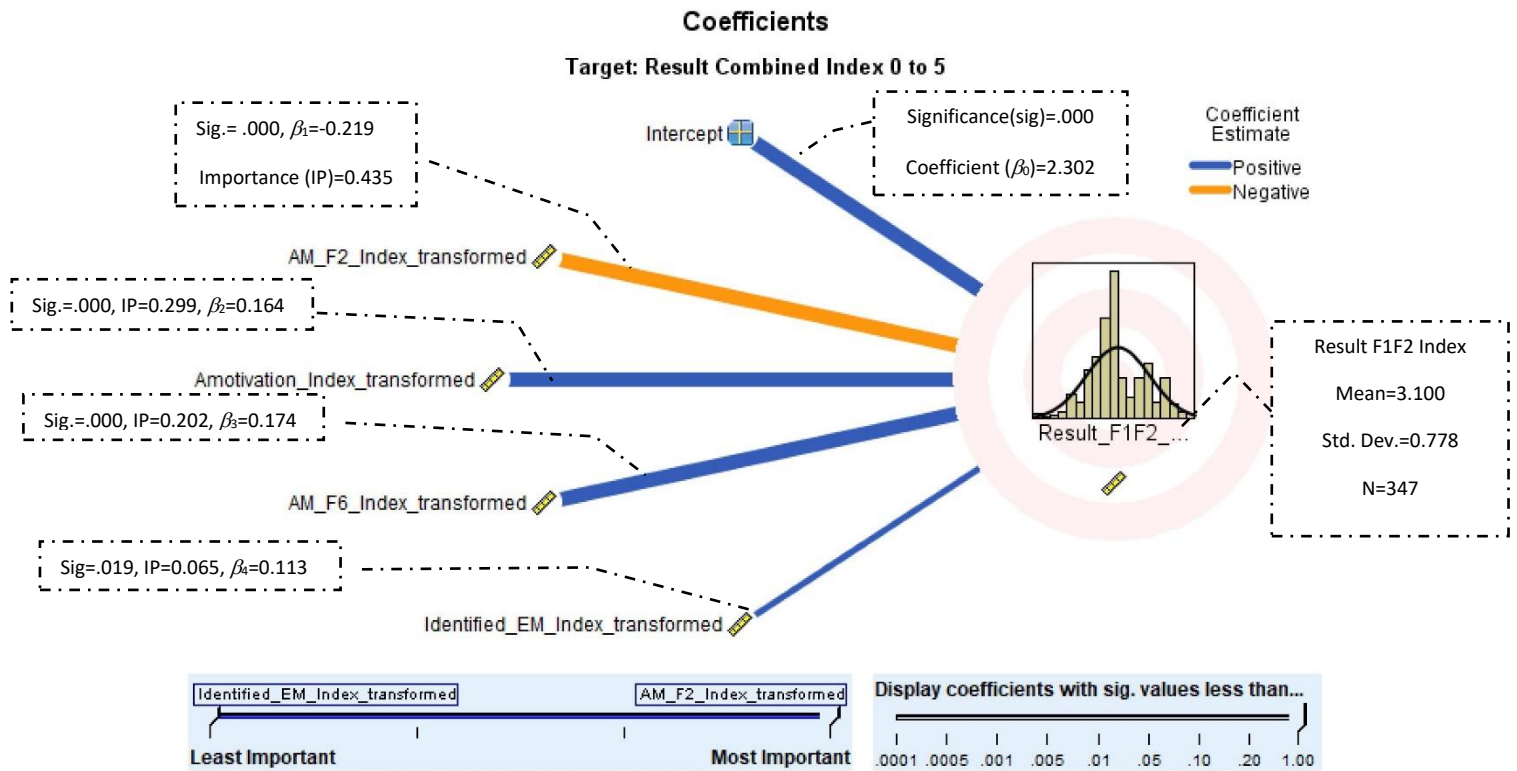 Coefficients
Target: Result Combined Index 0 to 5
Sig.= .000, β1=-0.219
Importance (IP)=0.435
Intercept
Significance(sig)=.000
Coefficient (β0)=2.302
Coefficient
Estimate
Positive
Negative
AM_F2_Index_transformed
Sig.=.000, IP=0.299, β2=0.164
Amotivation_Index_transformed
Sig.=.000, IP=0.202, β3=0.174
AM_F6_Index_transformed
Sig=.019, IP=0.065, β4=0.113
Identified_EM_Index_transformed
Result_F1F2_...
Result F1F2 Index
Mean=3.100
Std. Dev.=0.778
N=347
Identified_EM_Index_transformed
AM_F2_Index_transformed
Least Important
Most Important
Display coefficients with sig. values less than...
.0001 .0005 .001 .005 .01 .05 .10 .20 1.00